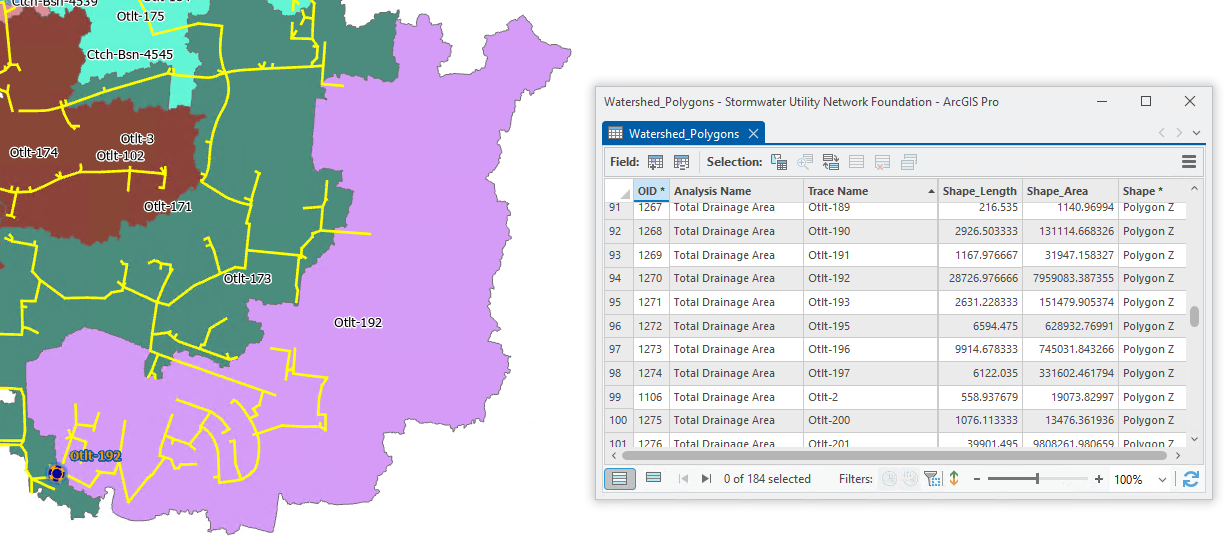 Ctch-Bsn-4539
Otlt-175
Ctch-Bsn-4545
Otlt-3
Otlt-174
Otlt-102
Otlt-171
Otlt-173
Otlt-192
Otlt-192
Watershed_Polygons - Stormwater Utility Network Foundation - ArcGIS Pro
Watershed_Polygons
Field: Selection:
OID * Analysis Name Trace Name Shape_Length Shape_Area Shape *
91 1267 Total Drainage Area Otlt-189 216.535 1140.96994 Polygon Z
92 1268 Total Drainage Area Otlt-190 2926.503333 131114.668326 Polygon Z
93 1269 Total Drainage Area Otlt-191 1167.976667 31947.158327 Polygon Z
94 1270 Total Drainage Area Otlt-192 28726.976666 7959083.387355 Polygon Z
95 1271 Total Drainage Area Otlt-193 2631.228333 151479.905374 Polygon Z
96 1272 Total Drainage Area Otlt-195 6594.475 628932.76991 Polygon Z
97 1273 Total Drainage Area Otlt-196 9914.678333 745031.843266 Polygon Z
98 1274 Total Drainage Area Otlt-197 6122.035 331602.461794 Polygon Z
99 1106 Total Drainage Area Otlt-2 558.937679 19073.82997 Polygon Z
100 1275 Total Drainage Area Otlt-200 1076.113333 13476.361936 Polygon Z
101 1276 Total Drainage Area Otlt-201 39901.495 9808261.980659 Polygon Z
0 of 184 selected Filters: 100%